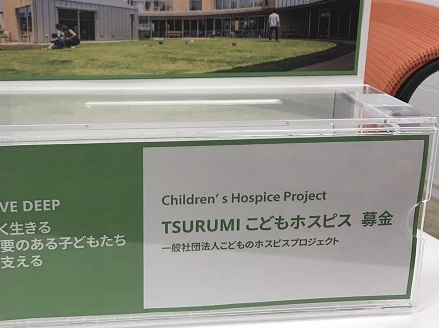 VE DEEP
く生きる
要のある子どもたち
支える
Children's Hospice Project
TSURUMI こどもホスピス 募金
一般社団法人こどものホスピスプロジェクト